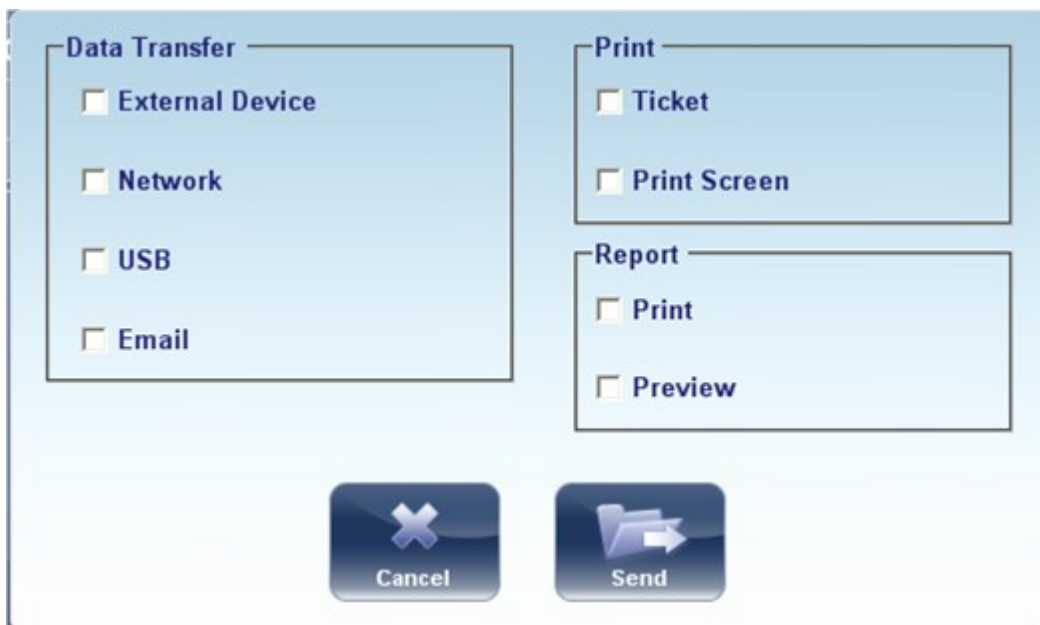 Data Transfer
External Device
Network
USB
Email
Print
Ticket
Print Screen
Report
Print
Preview
Cancel
Send